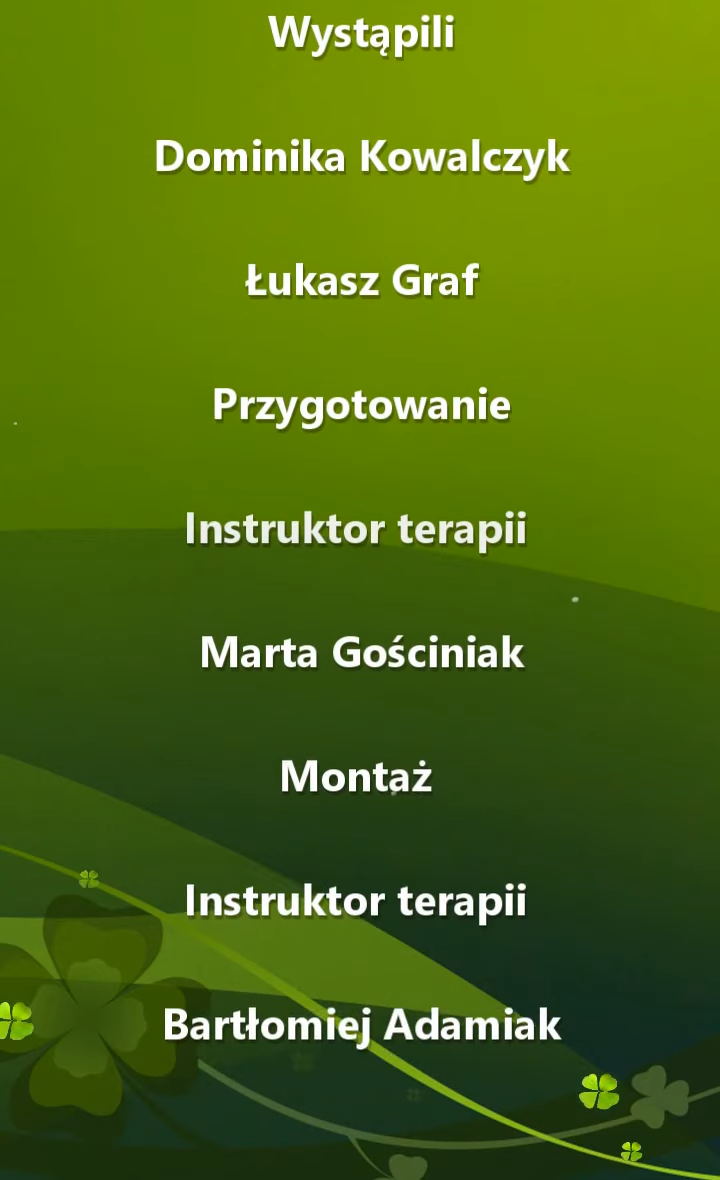 Wystąpili
Dominika Kowalczyk
Łukasz Graf
Przygotowanie
Instruktor terapii
Marta Gościniak
Montaż
Instruktor terapii
Bartłomiej Adamiak